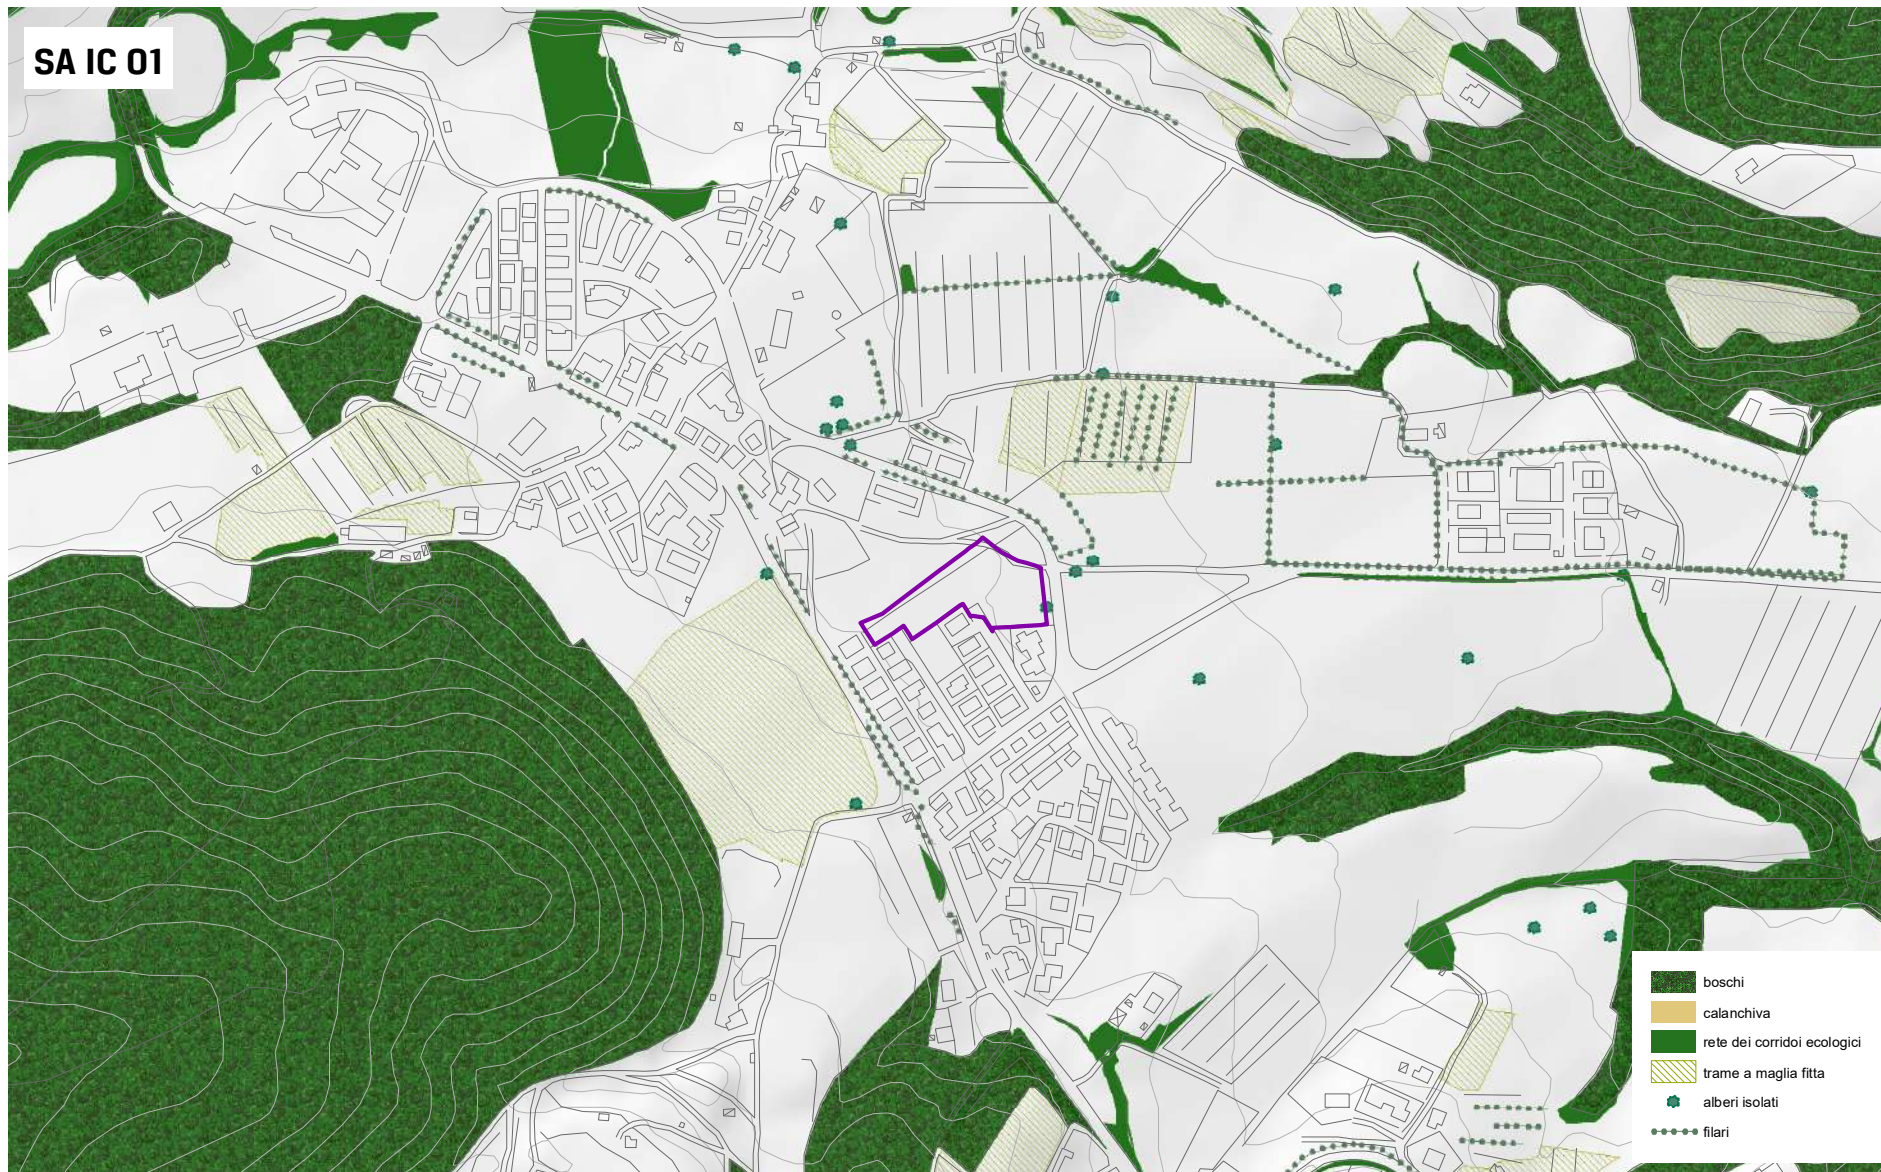 SA IC 01
boschi
calanchiva
rete dei corridoi ecologici
trame a maglia fitta
alberi isolati
filari